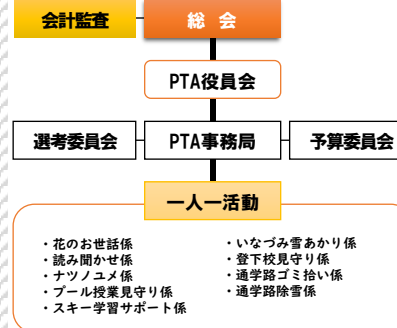 会計監査
総 会
PTA役員会
選考委員会
PTA事務局
予算委員会
一人一活動
・花のお世話係
・読み聞かせ係
・ナツノユメ係
・プール授業見守り係
・スキー学習サポート係
・いなづみ雪あかり係
・登下校見守り係
・通学路ゴミ拾い係
・通学路除雪係